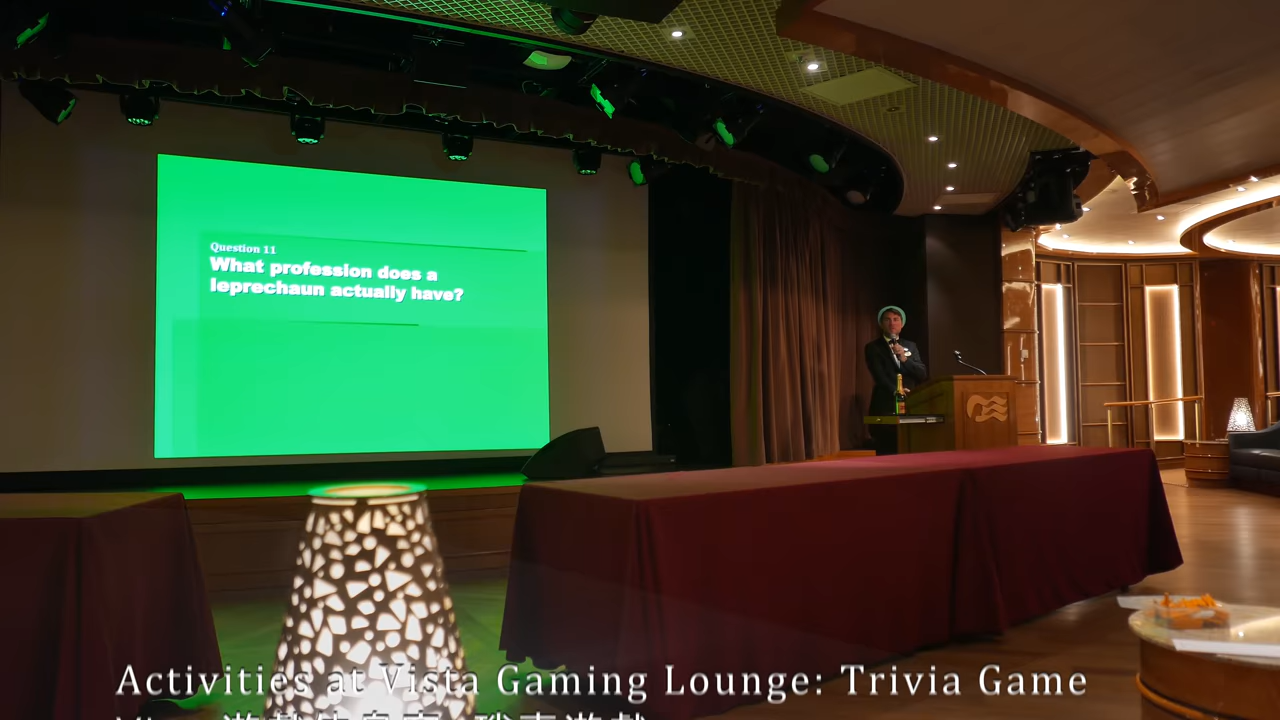 Question 11
What profession does a
leprechaun actually have?
Activities at Vista Gaming Lounge: Trivia Game